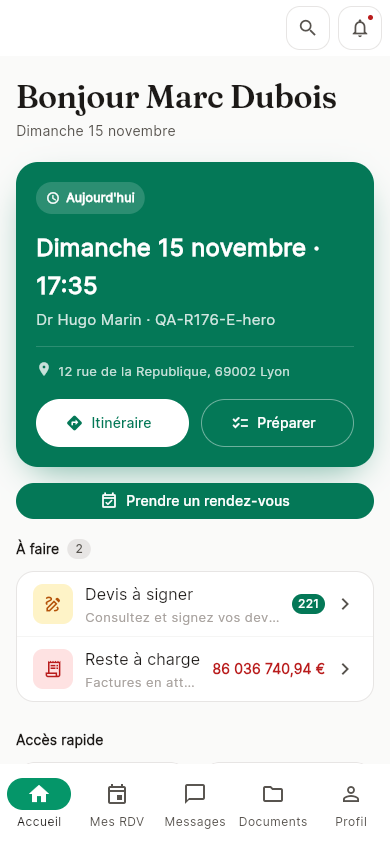 Bonjour Marc Dubois
Dimanche 15 novembre
Aujourd'hui
Dimanche 15 novembre ·
17:35
Dr Hugo Marin · QA-R176-E-hero
12 rue de la Republique, 69002 Lyon
Itinéraire
Préparer
Prendre un rendez-vous
À faire 2
Devis à signer
Consultez et signez vos dev...
221
Reste à charge
Factures en att...
86 036 740,94 €
Accès rapide
Accueil
Mes RDV
Messages
Documents
Profil